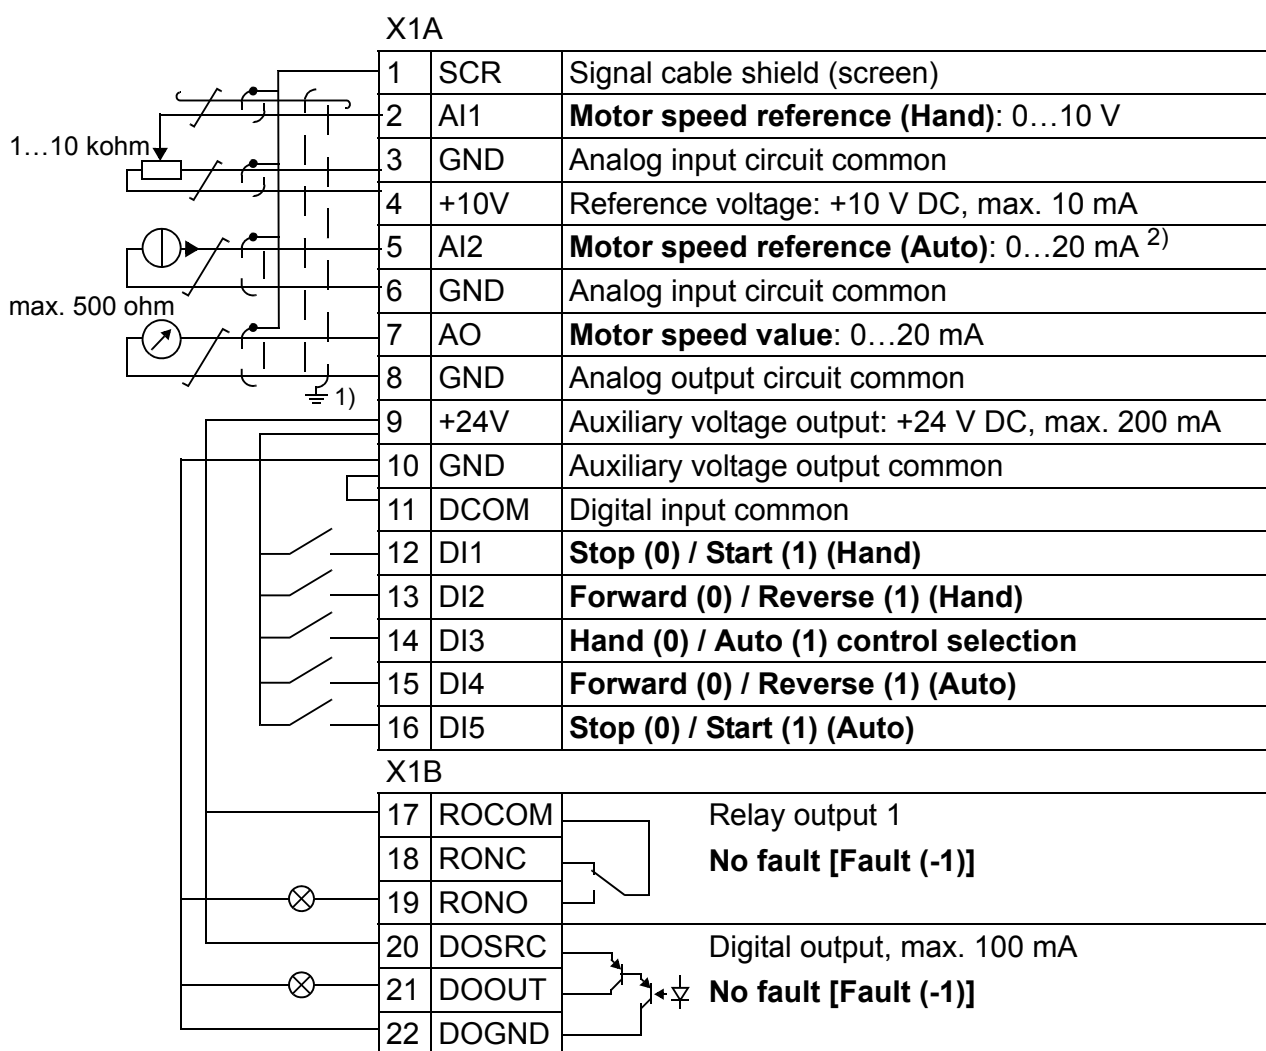 X1A
1 SCR Signal cable shield (screen)
2 AI1 Motor speed reference (Hand): 0…10 V
1…10 kohm
3 GND Analog input circuit common
4 +10V Reference voltage: +10 V DC, max. 10 mA
5 AI2 Motor speed reference (Auto): 0…20 mA 2)
6 GND Analog input circuit common
max. 500 ohm
7 AO Motor speed value: 0…20 mA
8 GND Analog output circuit common
1)
9 +24V Auxiliary voltage output: +24 V DC, max. 200 mA
10 GND Auxiliary voltage output common
11 DCOM Digital input common
12 DI1 Stop (0) / Start (1) (Hand)
13 DI2 Forward (0) / Reverse (1) (Hand)
14 DI3 Hand (0) / Auto (1) control selection
15 DI4 Forward (0) / Reverse (1) (Auto)
16 DI5 Stop (0) / Start (1) (Auto)
X1B
17 ROCOM Relay output 1
18 RONC No fault [Fault (-1)]
19 RONO
20 DOSRC Digital output, max. 100 mA
21 DOOUT No fault [Fault (-1)]
22 DOGND